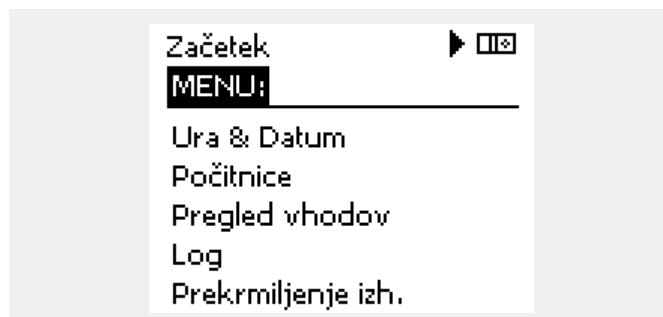 Začetek
MENU:
Ura & Datum
Počitnice
Pregled vhodov
Log
Prekrmiljenje izh.